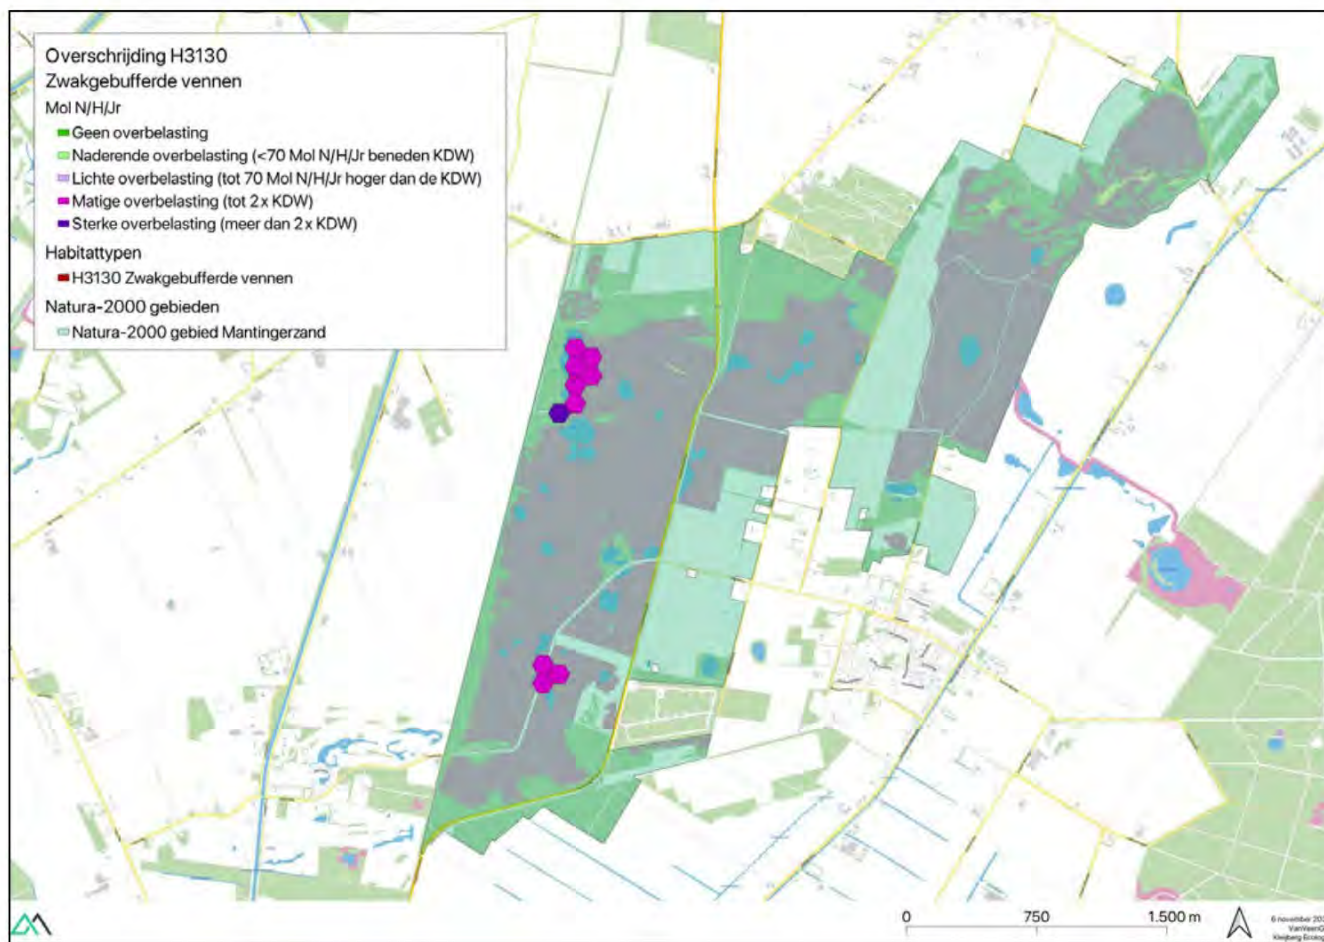 Overschrijding H3130
Zwakgebufferde vennen
Mol N/H/Jr
Geen overbelasting
Naderende overbelasting (<70 Mol N/H/Jr beneden KDW)
Lichte overbelasting (tot 70 Mol N/H/Jr hoger dan de KDW)
Matige overbelasting (tot 2x KDW)
Sterke overbelasting (meer dan 2x KDW)
Habitattypen
H3130 Zwakgebufferde vennen
Natura-2000 gebieden
Natura-2000 gebied Mantingerzand
0 750 1.500 m
6 november